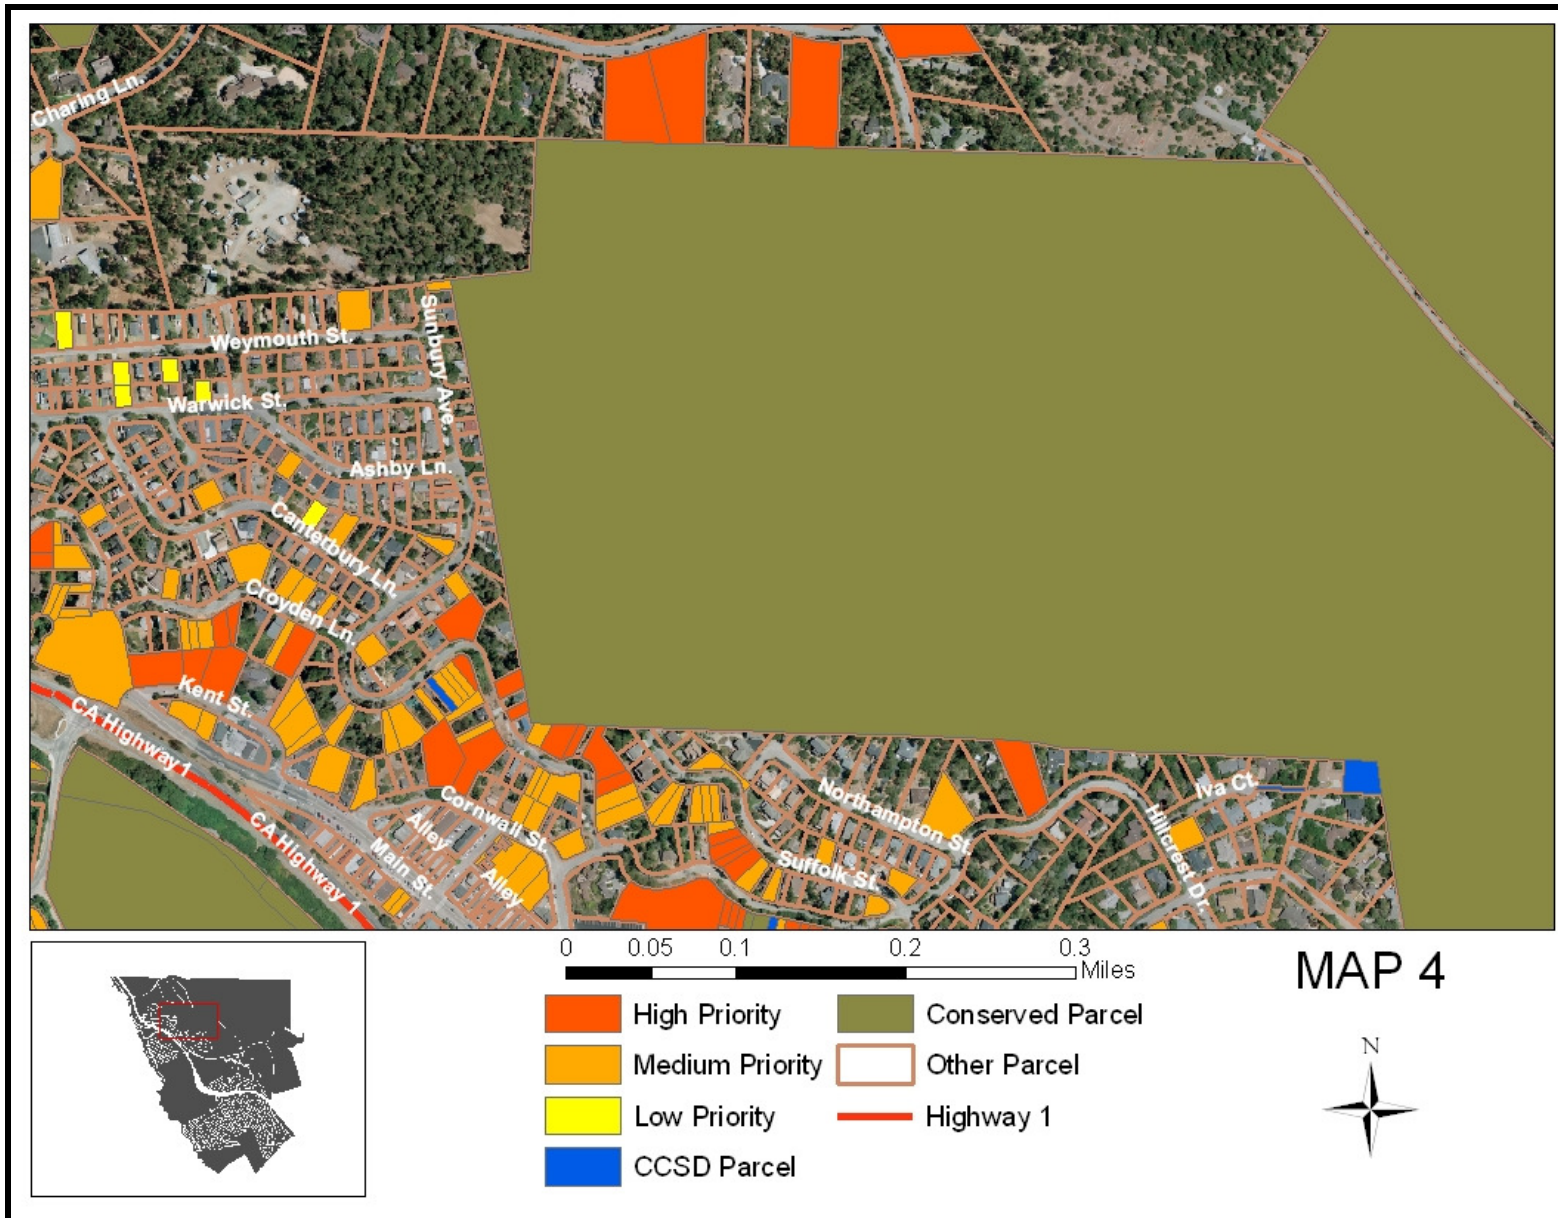 Charing Ln.
Weymouth St.
Sunbury Ave.
Warwick St.
Ashby Ln.
Canterbury Ln.
Croyden Ln.
Kent St.
CA Highway 1
CA Highway 1
Cornwall St.
Alley
Main St.
Alley
Northampton St.
Suffolk St.
Iva Ct.
Hillcrest Dr.
0 0.05 0.1 0.2 0.3
Miles
High Priority
Medium Priority
Low Priority
CCSD Parcel
Conserved Parcel
Other Parcel
Highway 1
MAP 4
N